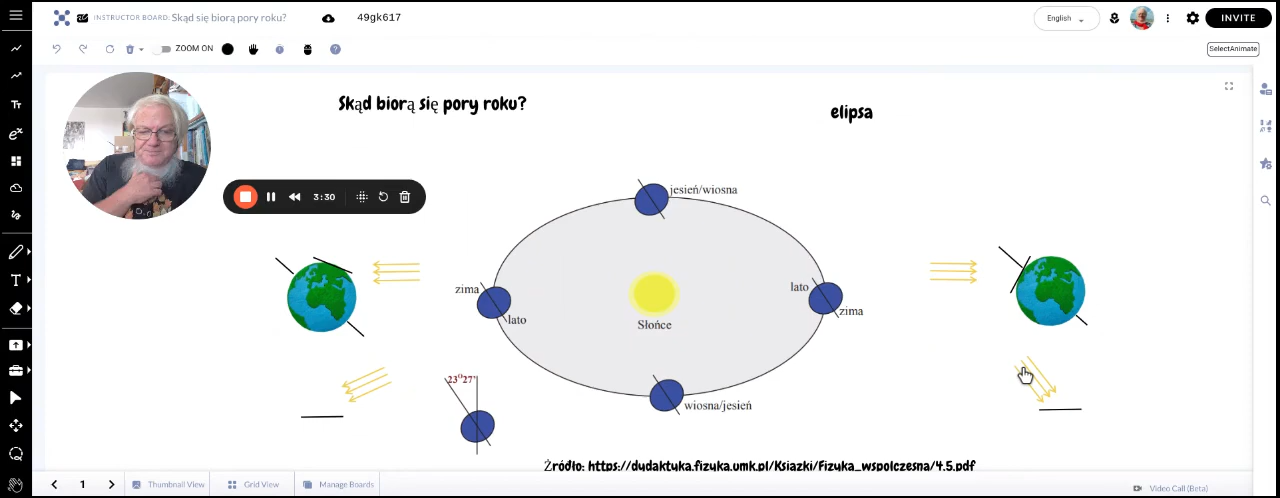 INSTRUCTOR BOARD: Skąd się biorą pory roku?
49gk617
English
INVITE
ZOOM ON
SelectAnimate
Skąd biorą się pory roku?
elipsa
3:30
jesień/wiosna
zima
lato
Słońce
lato
zima
23°27'
wiosna/jesień
Źródło: https://dydaktyka.fizyka.umk.pl/Ksiazki/Fizyka_wspolczesna/4.5.pdf
1
Thumbnail View
Grid View
Manage Boards
Video Call (Beta)